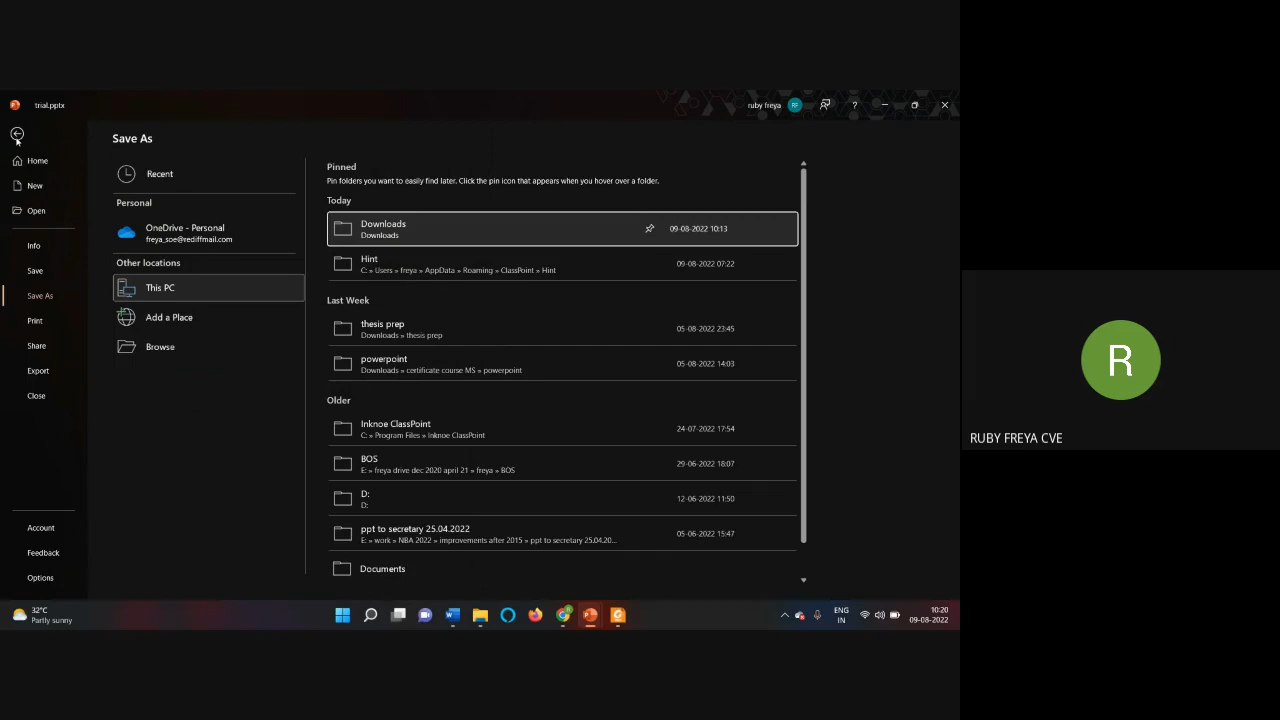 trial.pptx
ruby freya
RF
?
Save As
Home
New
Open
Info
Save
Save As
Print
Share
Export
Close
Account
Feedback
Options
Recent
Personal
OneDrive - Personal
freya_soe@rediffmail.com
Other locations
This PC
Add a Place
Browse
Pinned
Pin folders you want to easily find later. Click the pin icon that appears when you hover over a folder.
Today
Downloads
Downloads
09-08-2022 10:13
Hint
C: » Users » freya » AppData » Roaming » ClassPoint » Hint
09-08-2022 07:22
Last Week
thesis prep
Downloads » thesis prep
05-08-2022 23:45
powerpoint
Downloads » certificate course MS » powerpoint
05-08-2022 14:03
Older
Inknoe ClassPoint
C: » Program Files » Inknoe ClassPoint
24-07-2022 17:54
BOS
E: » freya drive dec 2020 april 21 » freya » BOS
29-06-2022 18:07
D:
D:
12-06-2022 11:50
ppt to secretary 25.04.2022
E: » work » NBA 2022 » improvements after 2015 » ppt to secretary 25.04.20...
05-06-2022 15:47
Documents
32°C
Partly sunny
ENG
IN
10:20
09-08-2022
R
RUBY FREYA CVE